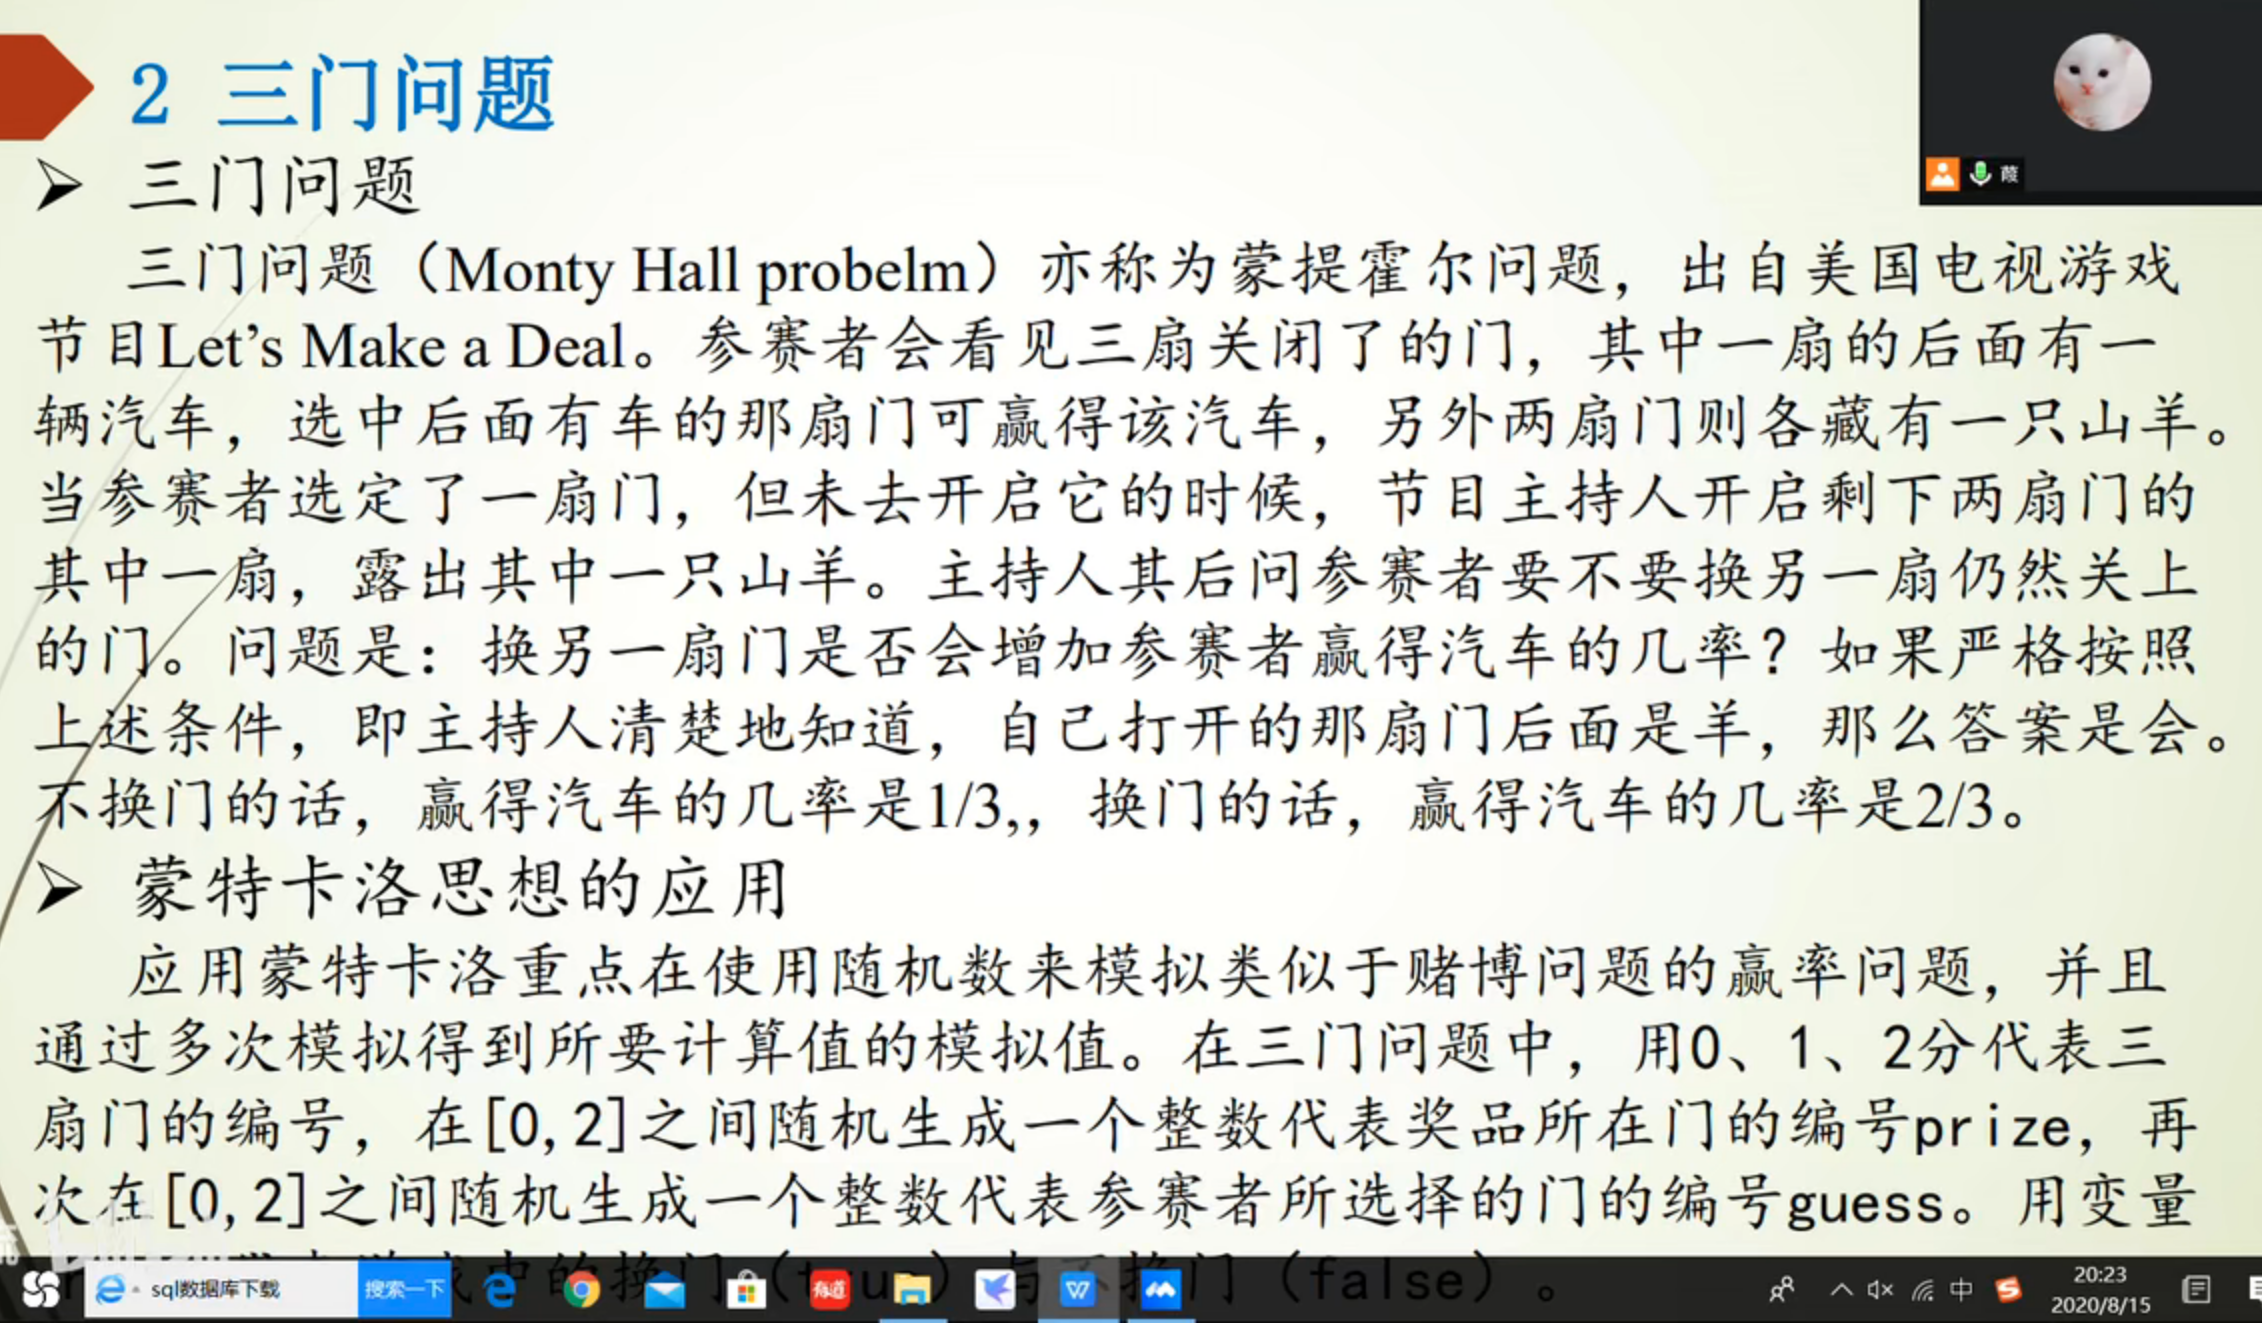 2 三门问题
三门问题
三门问题（Monty Hall probelm）亦称为蒙提霍尔问题，出自美国电视游戏
节目Let’s Make a Deal。参赛者会看见三扇关闭了的门，其中一扇的后面有一
辆汽车，选中后面有车的那扇门可赢得该汽车，另外两扇门则各藏有一只山羊。
当参赛者选定了一扇门，但未去开启它的时候，节目主持人开启剩下两扇门的
其中一扇，露出其中一只山羊。主持人其后问参赛者要不要换另一扇仍然关上
的门。问题是：换另一扇门是否会增加参赛者赢得汽车的几率？如果严格按照
上述条件，即主持人清楚地知道，自己打开的那扇门后面是羊，那么答案是会。
不换门的话，赢得汽车的几率是1/3,，换门的话，赢得汽车的几率是2/3。
蒙特卡洛思想的应用
应用蒙特卡洛重点在使用随机数来模拟类似于赌博问题的赢率问题，并且
通过多次模拟得到所要计算值的模拟值。在三门问题中，用0、1、2分代表三
扇门的编号，在[0,2]之间随机生成一个整数代表奖品所在门的编号prize，再
次在[0,2]之间随机生成一个整数代表参赛者所选择的门的编号guess。用变量
中的换门（true）与不换门（false）。
葭
sql数据库下载
搜索一下
有道
中
20:23
2020/8/15